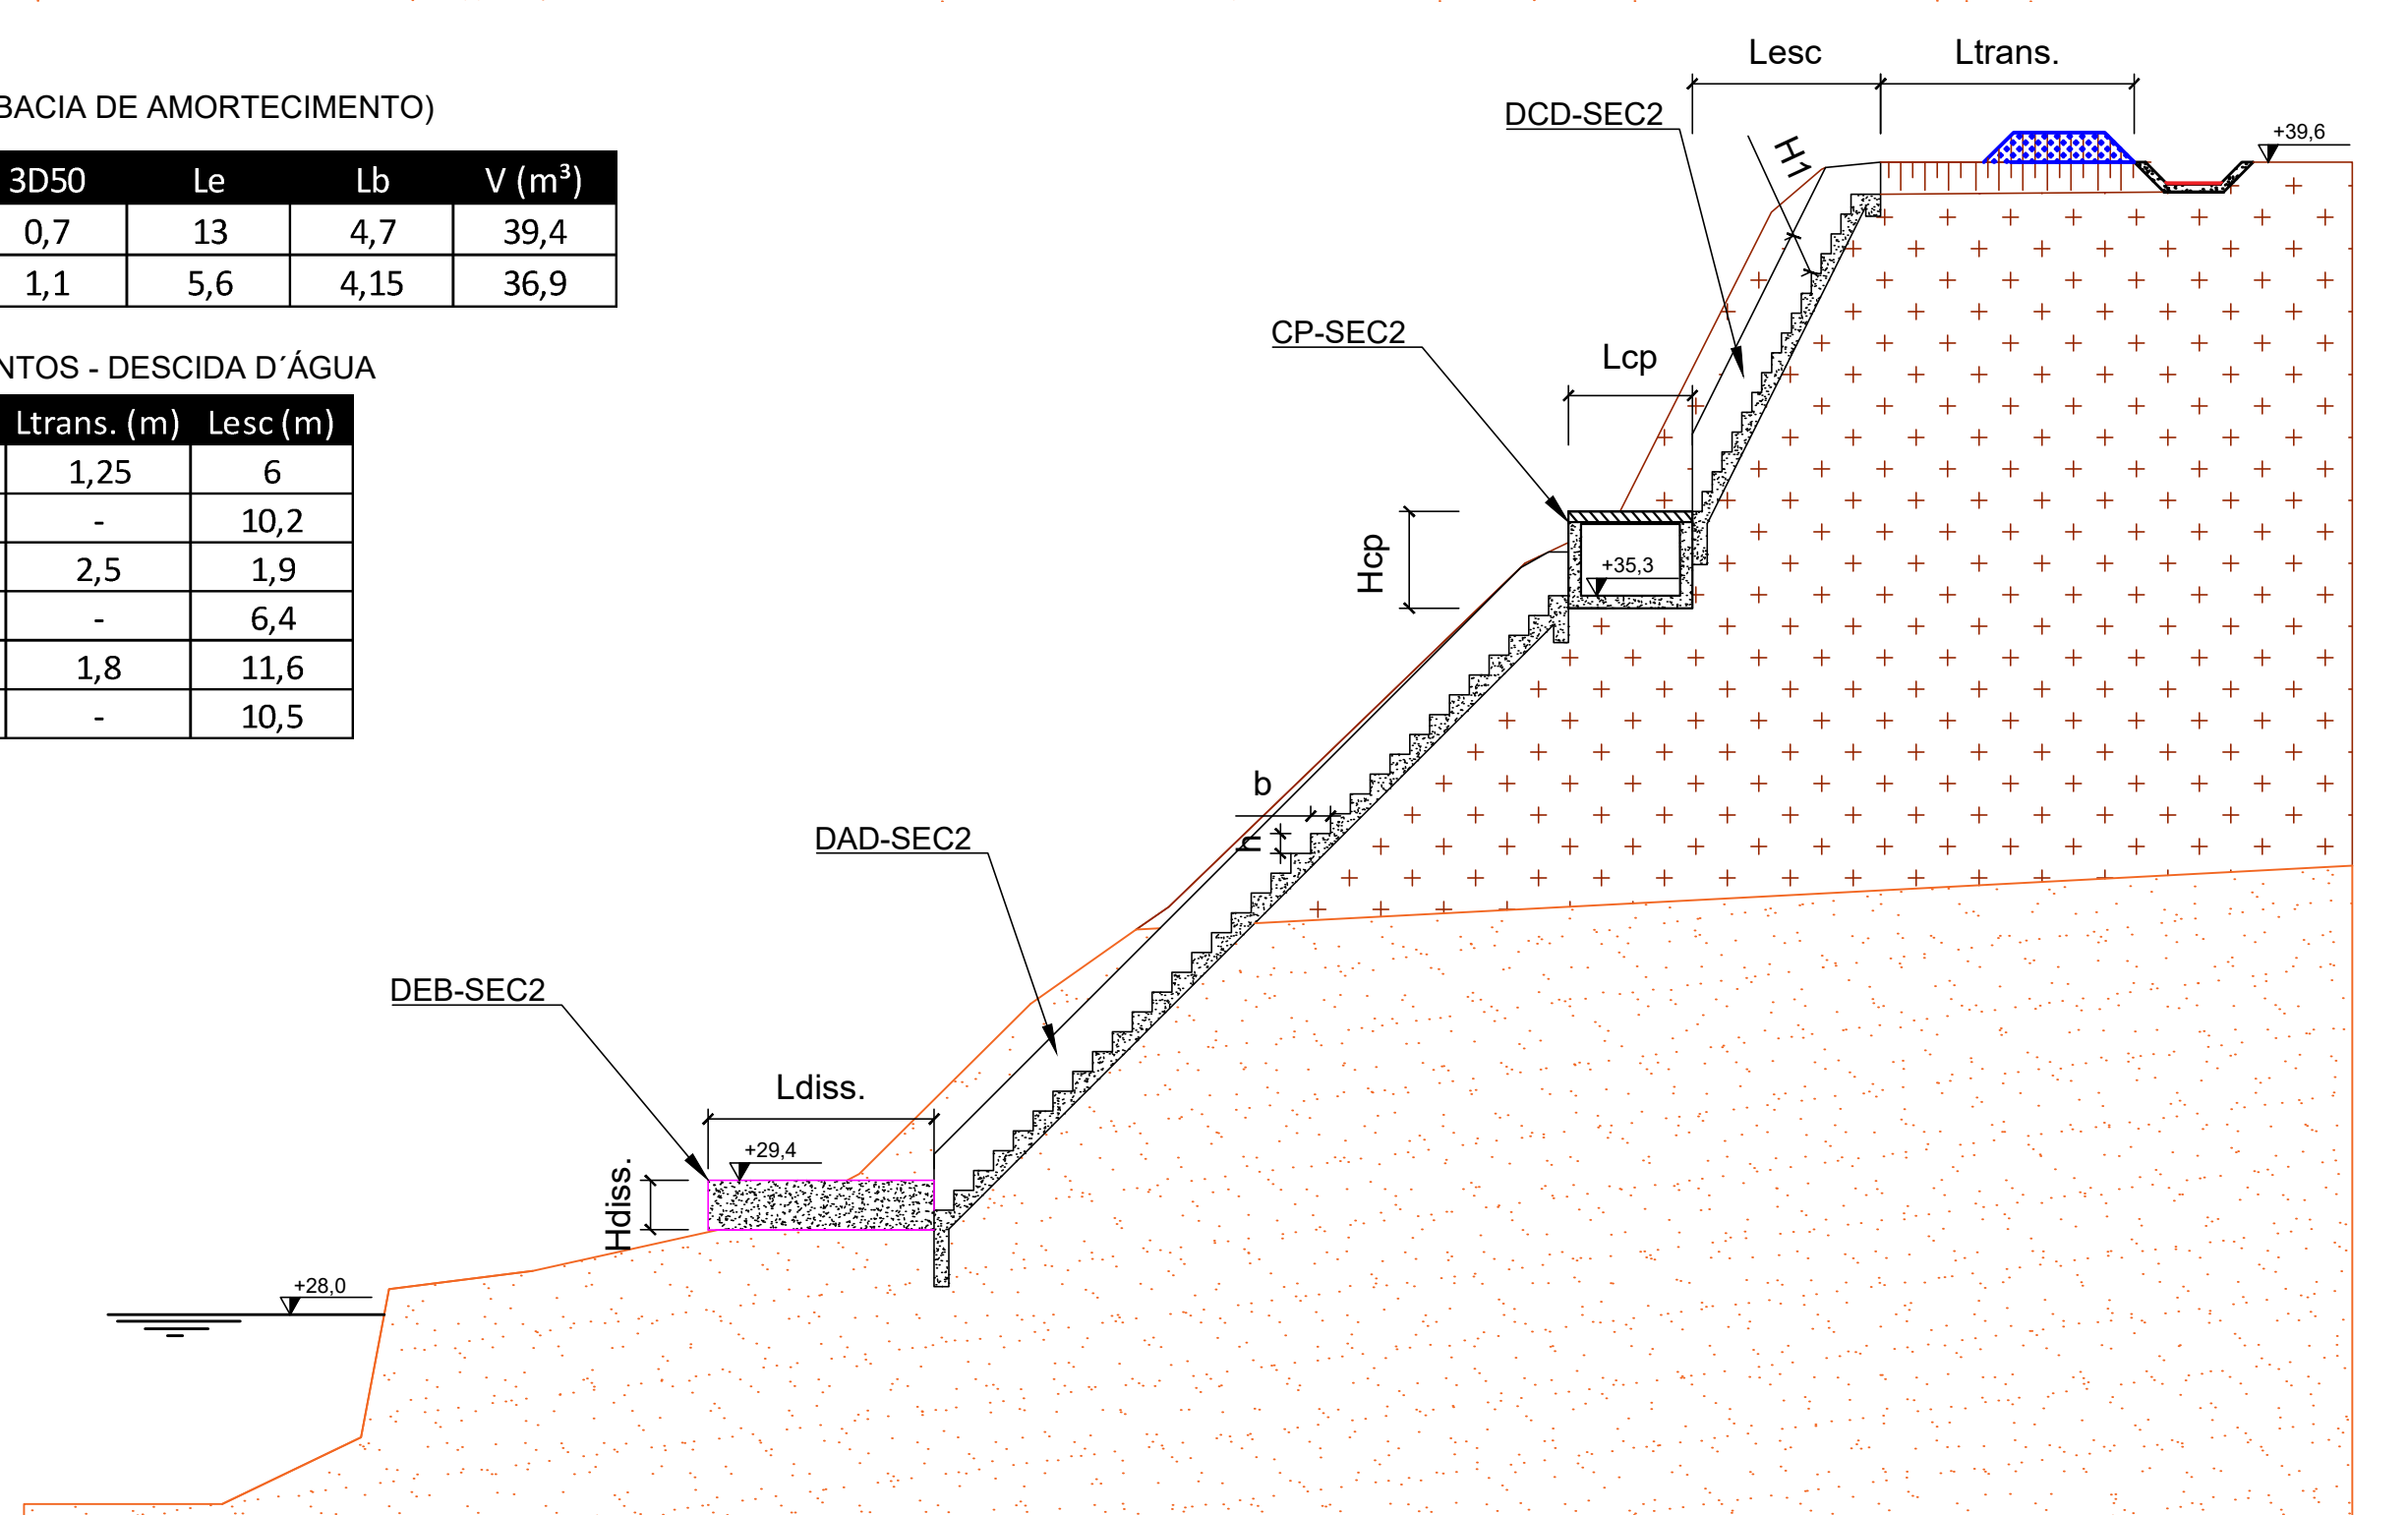 BACIA DE AMORTECIMENTO)
3D50 Le Lb V (m³)
0,7 13 4,7 39,4
1,1 5,6 4,15 36,9
NTOS - DESCIDA D´ÁGUA
Ltrans. (m) Lesc (m)
1,25 6
- 10,2
2,5 1,9
- 6,4
1,8 11,6
- 10,5
Lesc Ltrans.
DCD-SEC2
H1
+39,6
CP-SEC2
Lcp
Hcp
+35,3
b
h
DAD-SEC2
DEB-SEC2
Ldiss.
+29,4
Hdiss.
+28,0